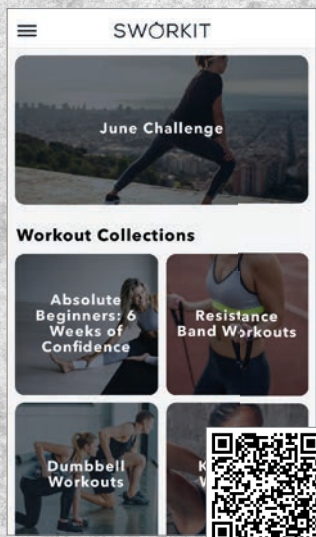 SWORKIT
June Challenge
Workout Collections
Absolute
Beginners: 6
Weeks of
Confidence
Resistance
Band Workouts
Dumbbell
Workouts